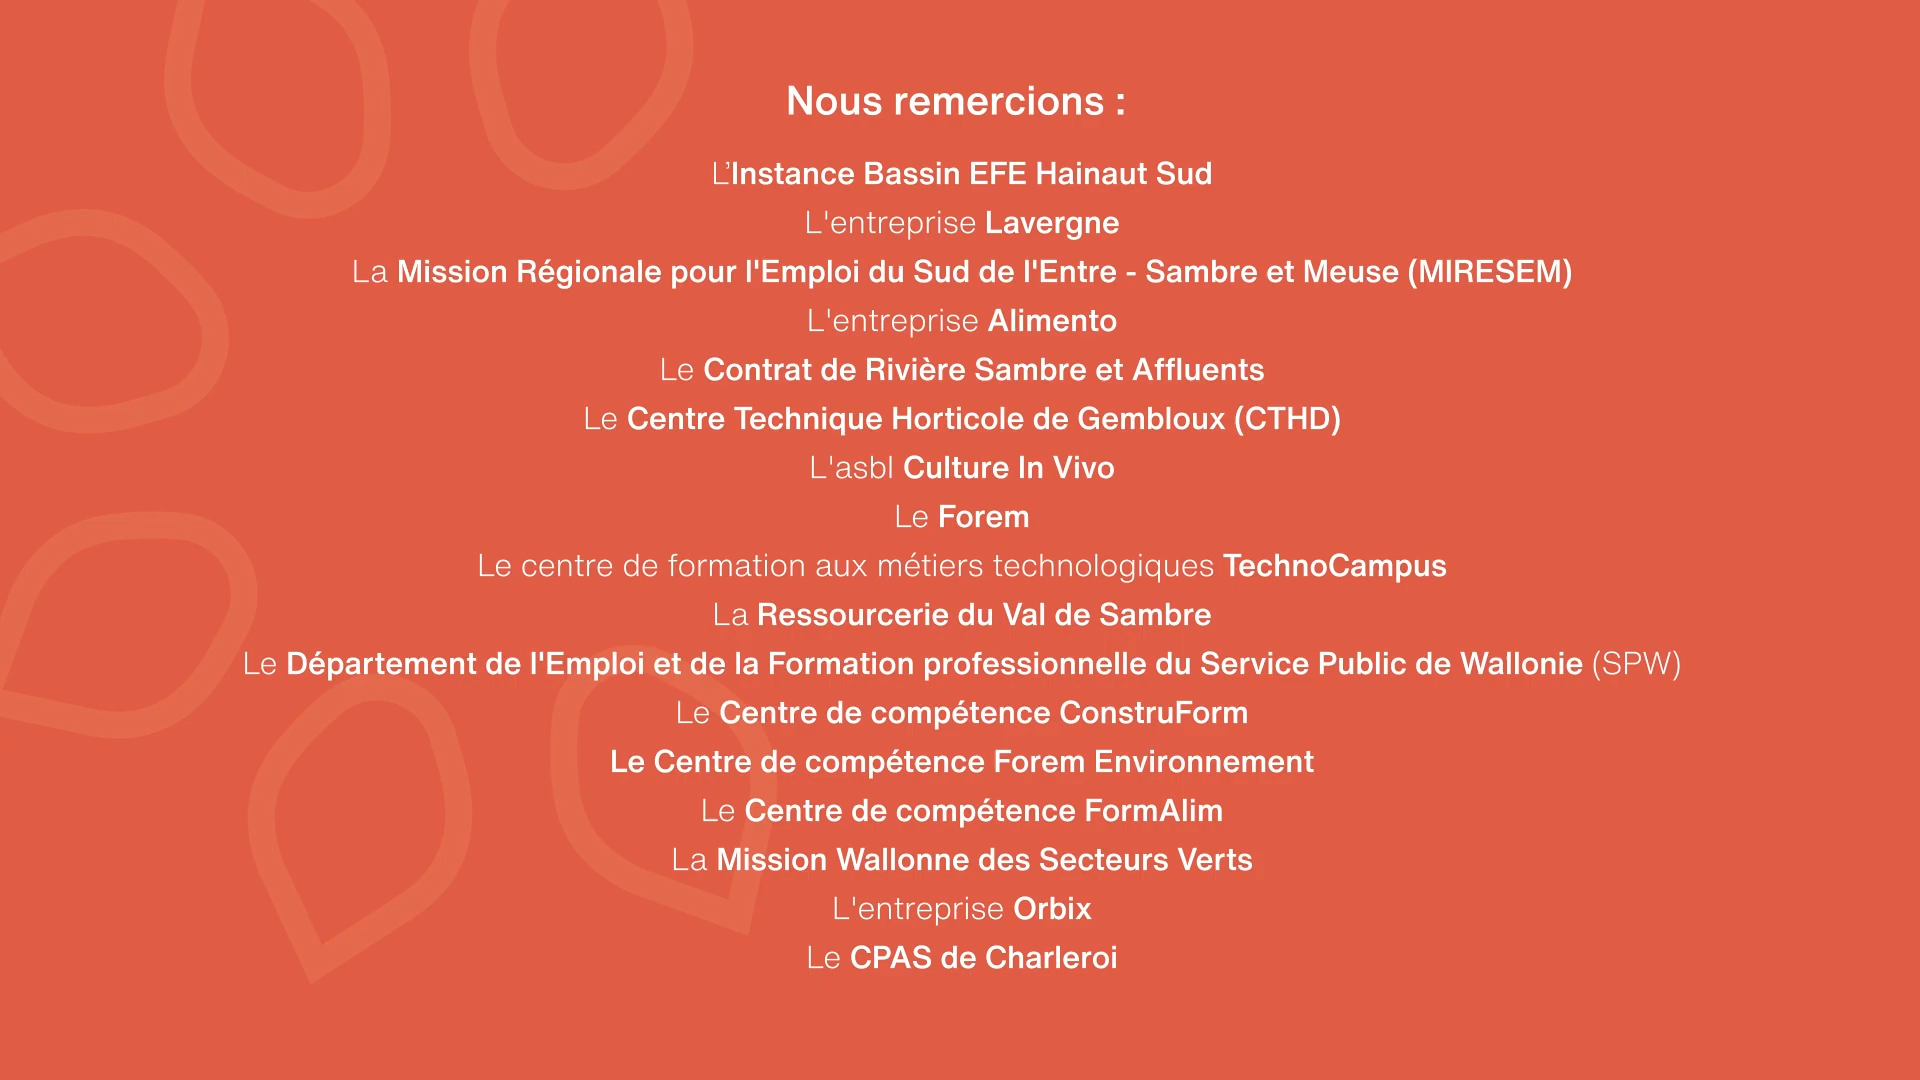 Nous remercions :
L’Instance Bassin EFE Hainaut Sud
L'entreprise Lavergne
La Mission Régionale pour l'Emploi du Sud de l'Entre - Sambre et Meuse (MIRESEM)
L'entreprise Alimento
Le Contrat de Rivière Sambre et Affluents
Le Centre Technique Horticole de Gembloux (CTHD)
L'asbl Culture In Vivo
Le Forem
Le centre de formation aux métiers technologiques TechnoCampus
La Ressourcerie du Val de Sambre
Le Département de l'Emploi et de la Formation professionnelle du Service Public de Wallonie (SPW)
Le Centre de compétence ConstruForm
Le Centre de compétence Forem Environnement
Le Centre de compétence FormAlim
La Mission Wallonne des Secteurs Verts
L'entreprise Orbix
Le CPAS de Charleroi